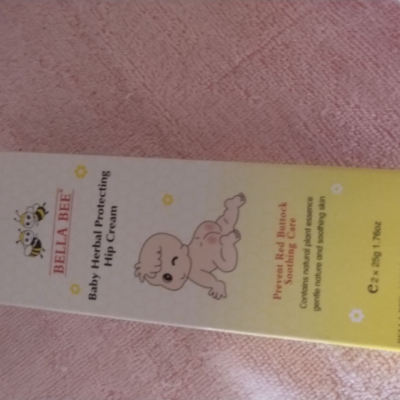 BELLA BEE®
Baby Herbal Protecting
Hip Cream
Prevent Red Buttock
Soothing Care
Contains natural plant essence
gentle nature and soothing skin
e 2 × 25g 1.76oz